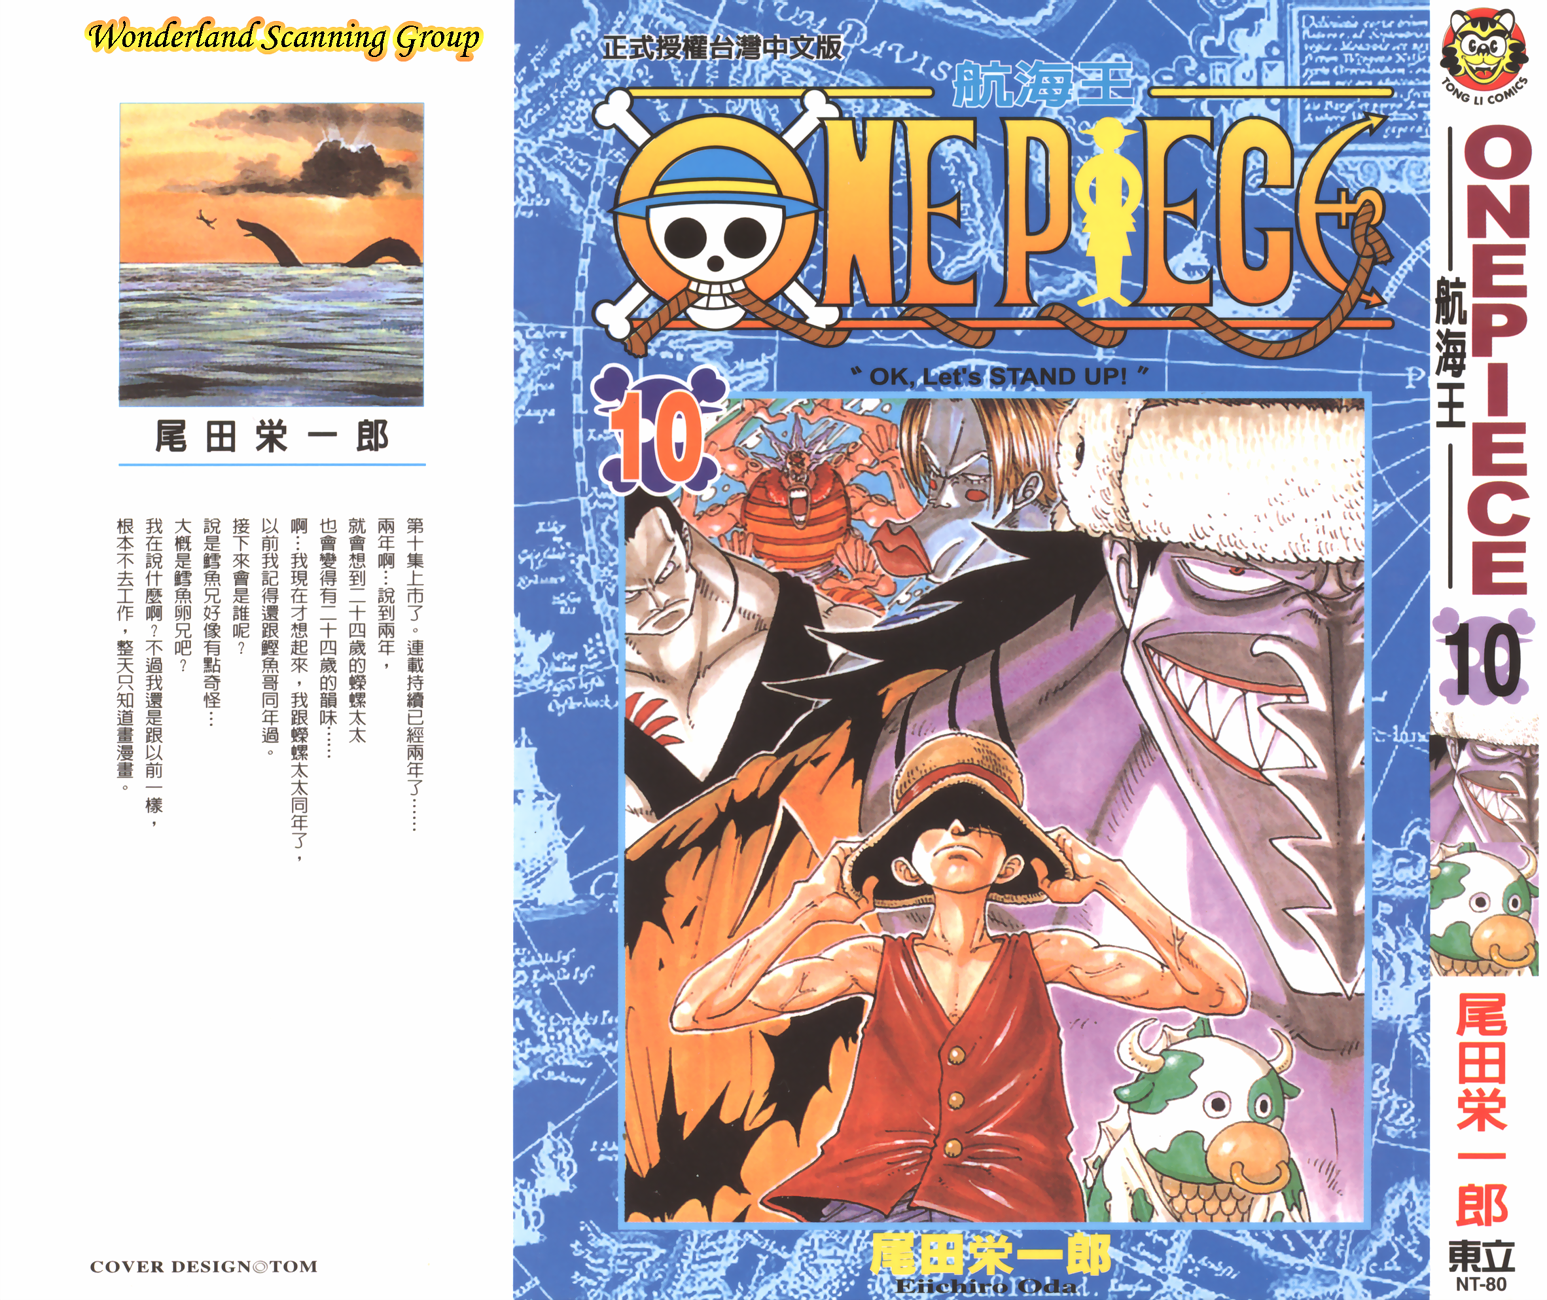 Wonderland Scanning Group
尾田栄一郎
第十集上市了。連載持續已經兩年了……
兩年啊…說到兩年，
就會想到二十四歲的蠑螺太太
也會變得有二十四歲的韻味……
啊…我現在才想起來，我跟蠑螺太太同年了，
以前我記得還跟鰹魚哥同年過。
接下來會是誰呢？
說是鱈魚兄好像有點奇怪…
大概是鱈魚卵兄吧？
我在說什麼啊？不過我還是跟以前一樣，
根本不去工作，整天只知道畫漫畫。
COVER DESIGN◎TOM
正式授權台灣中文版
航海王
ONE PIECE
〝 OK, Let's STAND UP! 〞
10
尾田栄一郎
Eiichiro Oda
TONG LI COMICS
ONE PIECE
航海王
10
尾田栄一郎
東立
NT-80